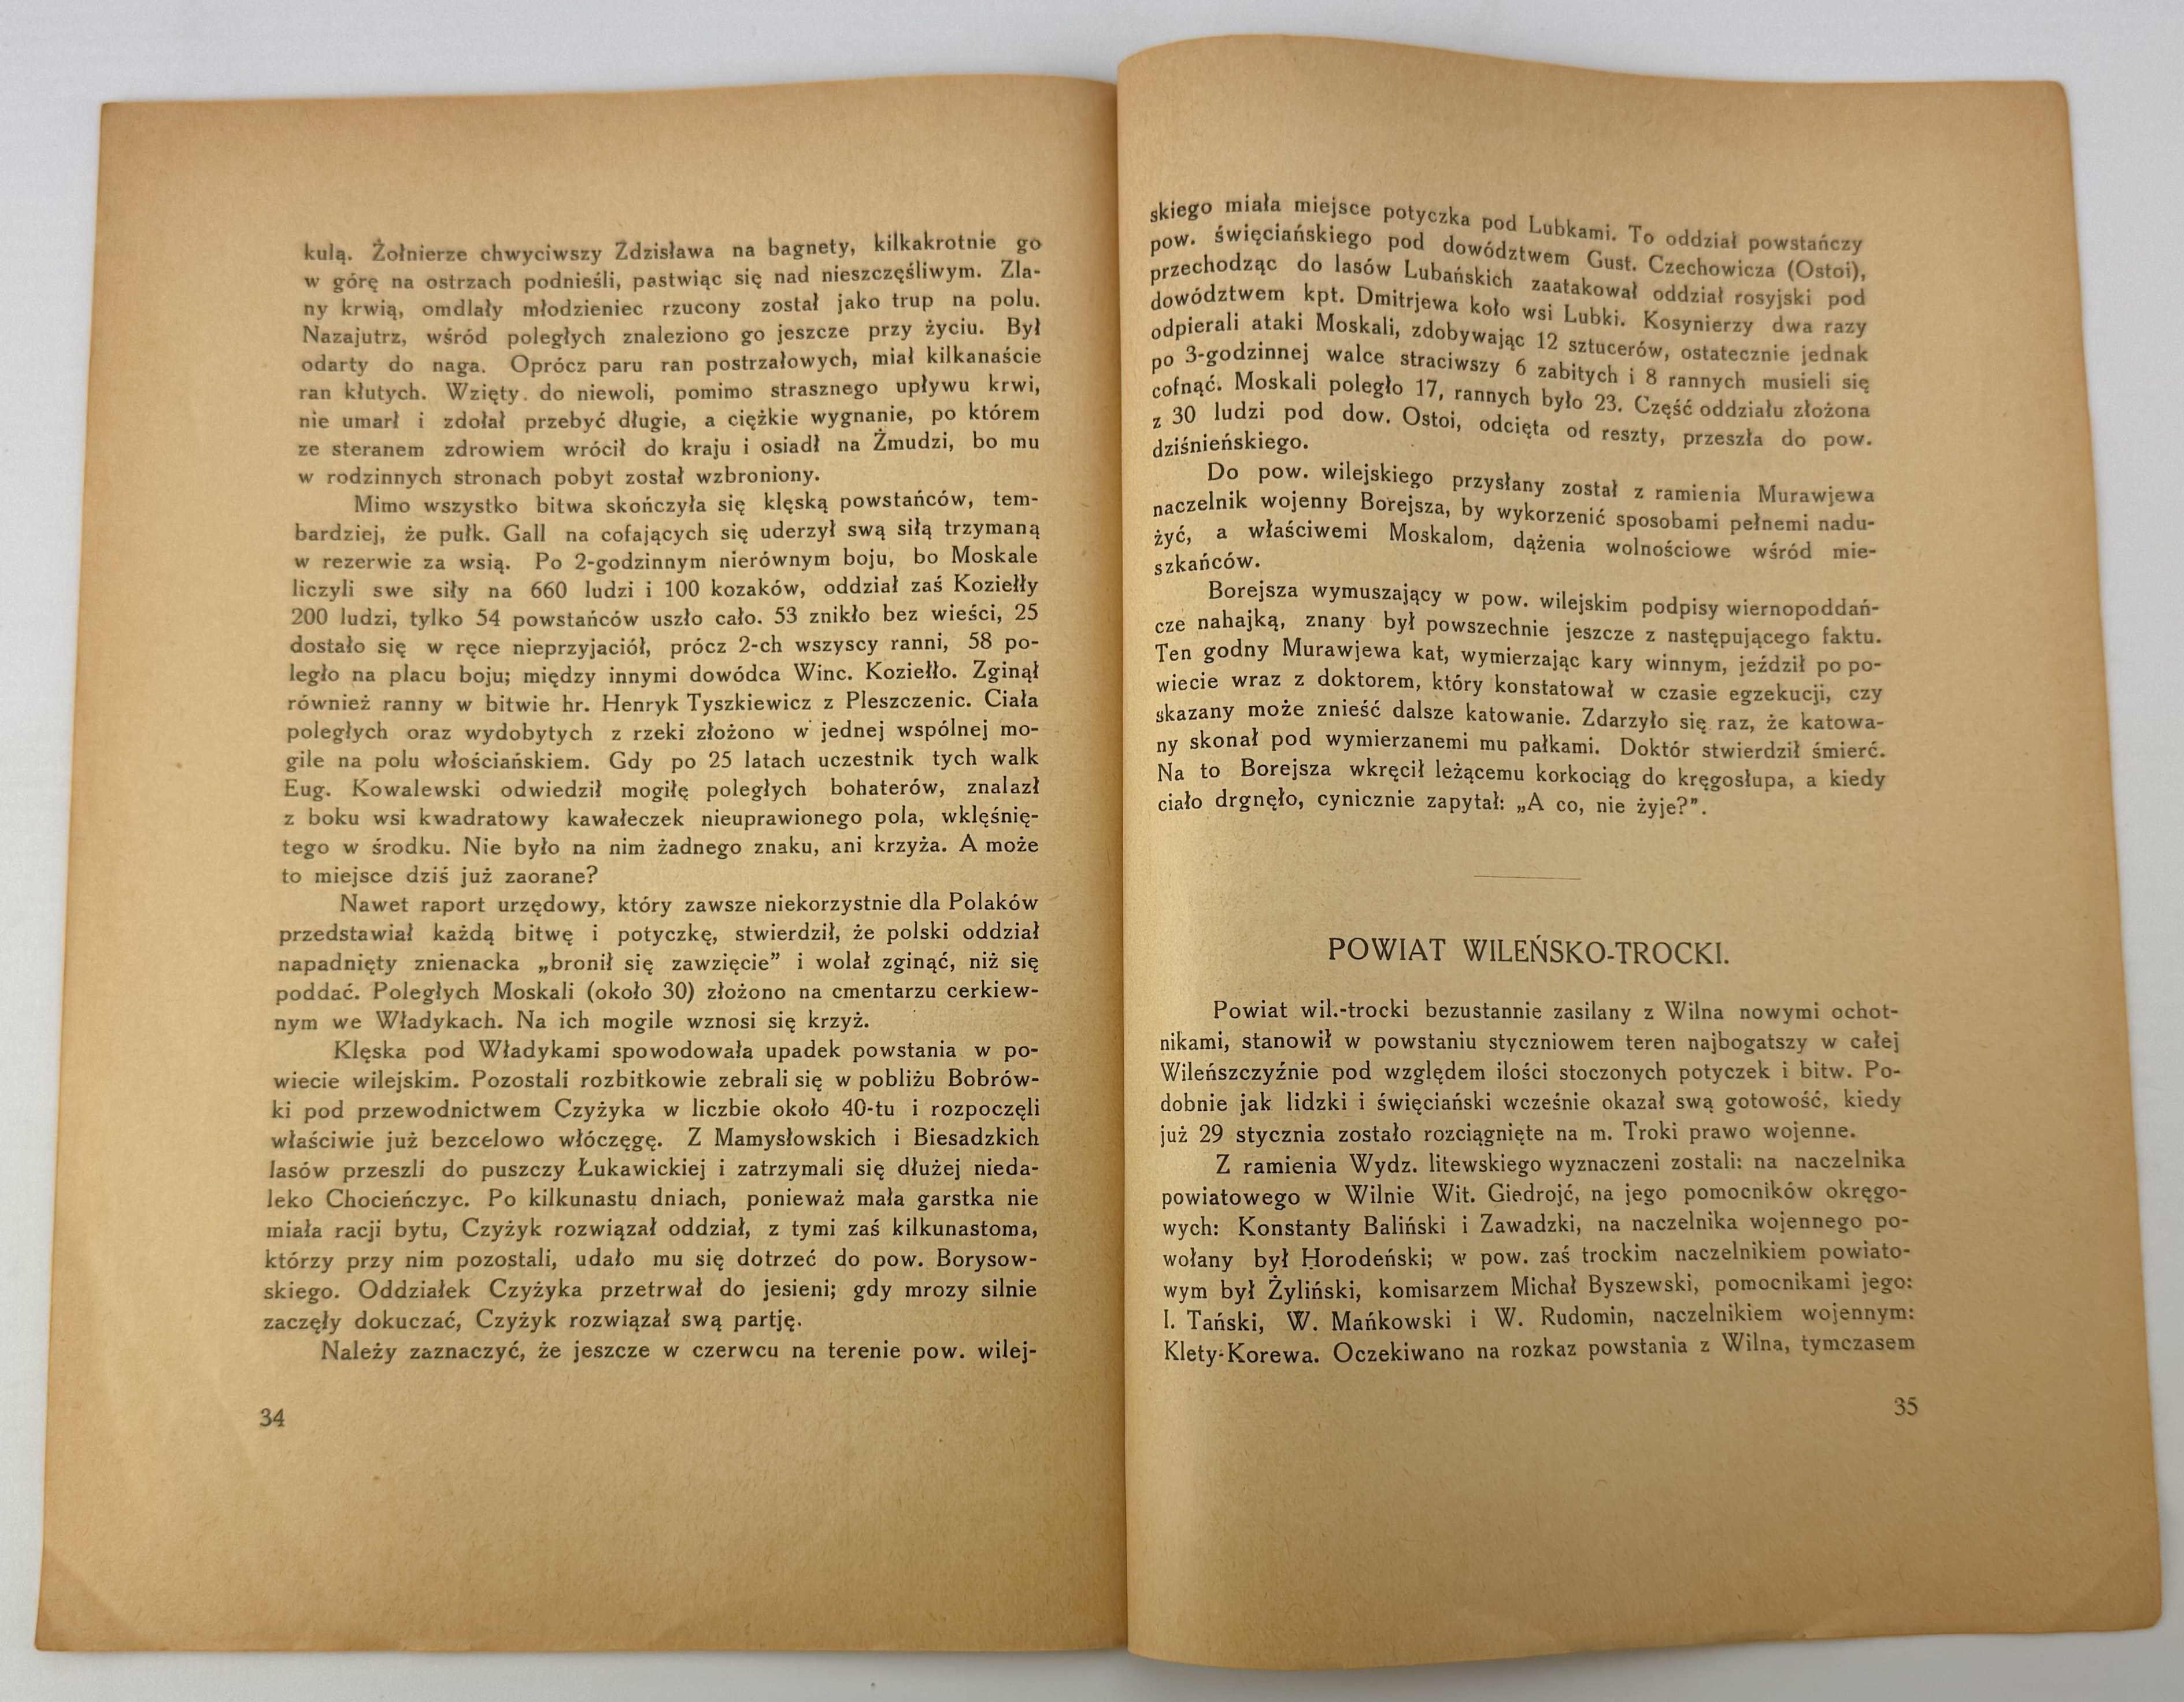 kulą. Żołnierze chwyciwszy Zdzisława na bagnety, kilkakrotnie go
w górę na ostrzach podnieśli, pastwiąc się nad nieszczęśliwym. Zla-
ny krwią, omdlały młodzieniec rzucony został jako trup na polu.
Nazajutrz, wśród poległych znaleziono go jeszcze przy życiu. Był
odarty do naga. Oprócz paru ran postrzałowych, miał kilkanaście
ran kłutych. Wzięty do niewoli, pomimo strasznego upływu krwi,
nie umarł i zdołał przebyć długie, a ciężkie wygnanie, po którem
ze steranem zdrowiem wrócił do kraju i osiadł na Żmudzi, bo mu
w rodzinnych stronach pobyt został wzbroniony.
Mimo wszystko bitwa skończyła się klęską powstańców, tem-
bardziej, że pułk. Gall na cofających się uderzył swą siłą trzymaną
w rezerwie za wsią. Po 2-godzinnym nierównym boju, bo Moskale
liczyli swe siły na 660 ludzi i 100 kozaków, oddział zaś Koziełły
200 ludzi, tylko 54 powstańców uszło cało. 53 znikło bez wieści, 25
dostało się w ręce nieprzyjaciół, prócz 2-ch wszyscy ranni, 58 po-
legło na placu boju; między innymi dowódca Winc. Koziełło. Zginął
również ranny w bitwie hr. Henryk Tyszkiewicz z Pleszczenic. Ciała
poległych oraz wydobytych z rzeki złożono w jednej wspólnej mo-
gile na polu włościańskiem. Gdy po 25 latach uczestnik tych walk
Eug. Kowalewski odwiedził mogiłę poległych bohaterów, znalazł
z boku wsi kwadratowy kawałeczek nieuprawionego pola, wklęśnię-
tego w środku. Nie było na nim żadnego znaku, ani krzyża. A może
to miejsce dziś już zaorane?
Nawet raport urzędowy, który zawsze niekorzystnie dla Polaków
przedstawiał każdą bitwę i potyczkę, stwierdził, że polski oddział
napadnięty znienacka „bronił się zawzięcie” i wolał zginąć, niż się
poddać. Poległych Moskali (około 30) złożono na cmentarzu cerkiew-
nym we Władykach. Na ich mogile wznosi się krzyż.
Klęska pod Władykami spowodowała upadek powstania w po-
wiecie wilejskim. Pozostali rozbitkowie zebrali się w pobliżu Bobrów-
ki pod przewodnictwem Czyżyka w liczbie około 40-tu i rozpoczęli
właściwie już bezcelowo włóczęgę. Z Mamysłowskich i Biesadzkich
lasów przeszli do puszczy Łukawickiej i zatrzymali się dłużej nieda-
leko Chocieńczyc. Po kilkunastu dniach, ponieważ mała garstka nie
miała racji bytu, Czyżyk rozwiązał oddział, z tymi zaś kilkunastoma,
którzy przy nim pozostali, udało mu się dotrzeć do pow. Borysow-
skiego. Oddziałek Czyżyka przetrwał do jesieni; gdy mrozy silnie
zaczęły dokuczać, Czyżyk rozwiązał swą partję.
Należy zaznaczyć, że jeszcze w czerwcu na terenie pow. wilej-
34
skiego miała miejsce potyczka pod Lubkami. To oddział powstańczy
pow. święciańskiego pod dowództwem Gust. Czechowicza (Ostoi),
przechodząc do lasów Lubańskich zaatakował oddział rosyjski pod
dowództwem kpt. Dmitrjewa koło wsi Lubki. Kosynierzy dwa razy
odpierali ataki Moskali, zdobywając 12 sztucerów, ostatecznie jednak
po 3-godzinnej walce straciwszy 6 zabitych i 8 rannych musieli się
cofnąć. Moskali poległo 17, rannych było 23. Część oddziału złożona
z 30 ludzi pod dow. Ostoi, odcięta od reszty, przeszła do pow.
dziśnieńskiego.
Do pow. wilejskiego przysłany został z ramienia Murawjewa
naczelnik wojenny Borejsza, by wykorzenić sposobami pełnemi nadu-
żyć, a właściwemi Moskalom, dążenia wolnościowe wśród mie-
szkańców.
Borejsza wymuszający w pow. wilejskim podpisy wiernopoddań-
cze nahajką, znany był powszechnie jeszcze z następującego faktu.
Ten godny Murawjewa kat, wymierzając kary winnym, jeździł po po-
wiecie wraz z doktorem, który konstatował w czasie egzekucji, czy
skazany może znieść dalsze katowanie. Zdarzyło się raz, że katowa-
ny skonał pod wymierzanemi mu pałkami. Doktór stwierdził śmierć.
Na to Borejsza wkręcił leżącemu korkociąg do kręgosłupa, a kiedy
ciało drgnęło, cynicznie zapytał: „A co, nie żyje?”.
POWIAT WILEŃSKO-TROCKI.
Powiat wil.-trocki bezustannie zasilany z Wilna nowymi ochot-
nikami, stanowił w powstaniu styczniowem teren najbogatszy w całej
Wileńszczyźnie pod względem ilości stoczonych potyczek i bitw. Po-
dobnie jak lidzki i święciański wcześnie okazał swą gotowość, kiedy
już 29 stycznia zostało rozciągnięte na m. Troki prawo wojenne.
Z ramienia Wydz. litewskiego wyznaczeni zostali: na naczelnika
powiatowego w Wilnie Wit. Giedrojć, na jego pomocników okręgo-
wych: Konstanty Baliński i Zawadzki, na naczelnika wojennego po-
wołany był Horodeński; w pow. zaś trockim naczelnikiem powiato-
wym był Żyliński, komisarzem Michał Byszewski, pomocnikami jego:
I. Tański, W. Mańkowski i W. Rudomin, naczelnikiem wojennym:
Klety-Korewa. Oczekiwano na rozkaz powstania z Wilna, tymczasem
35